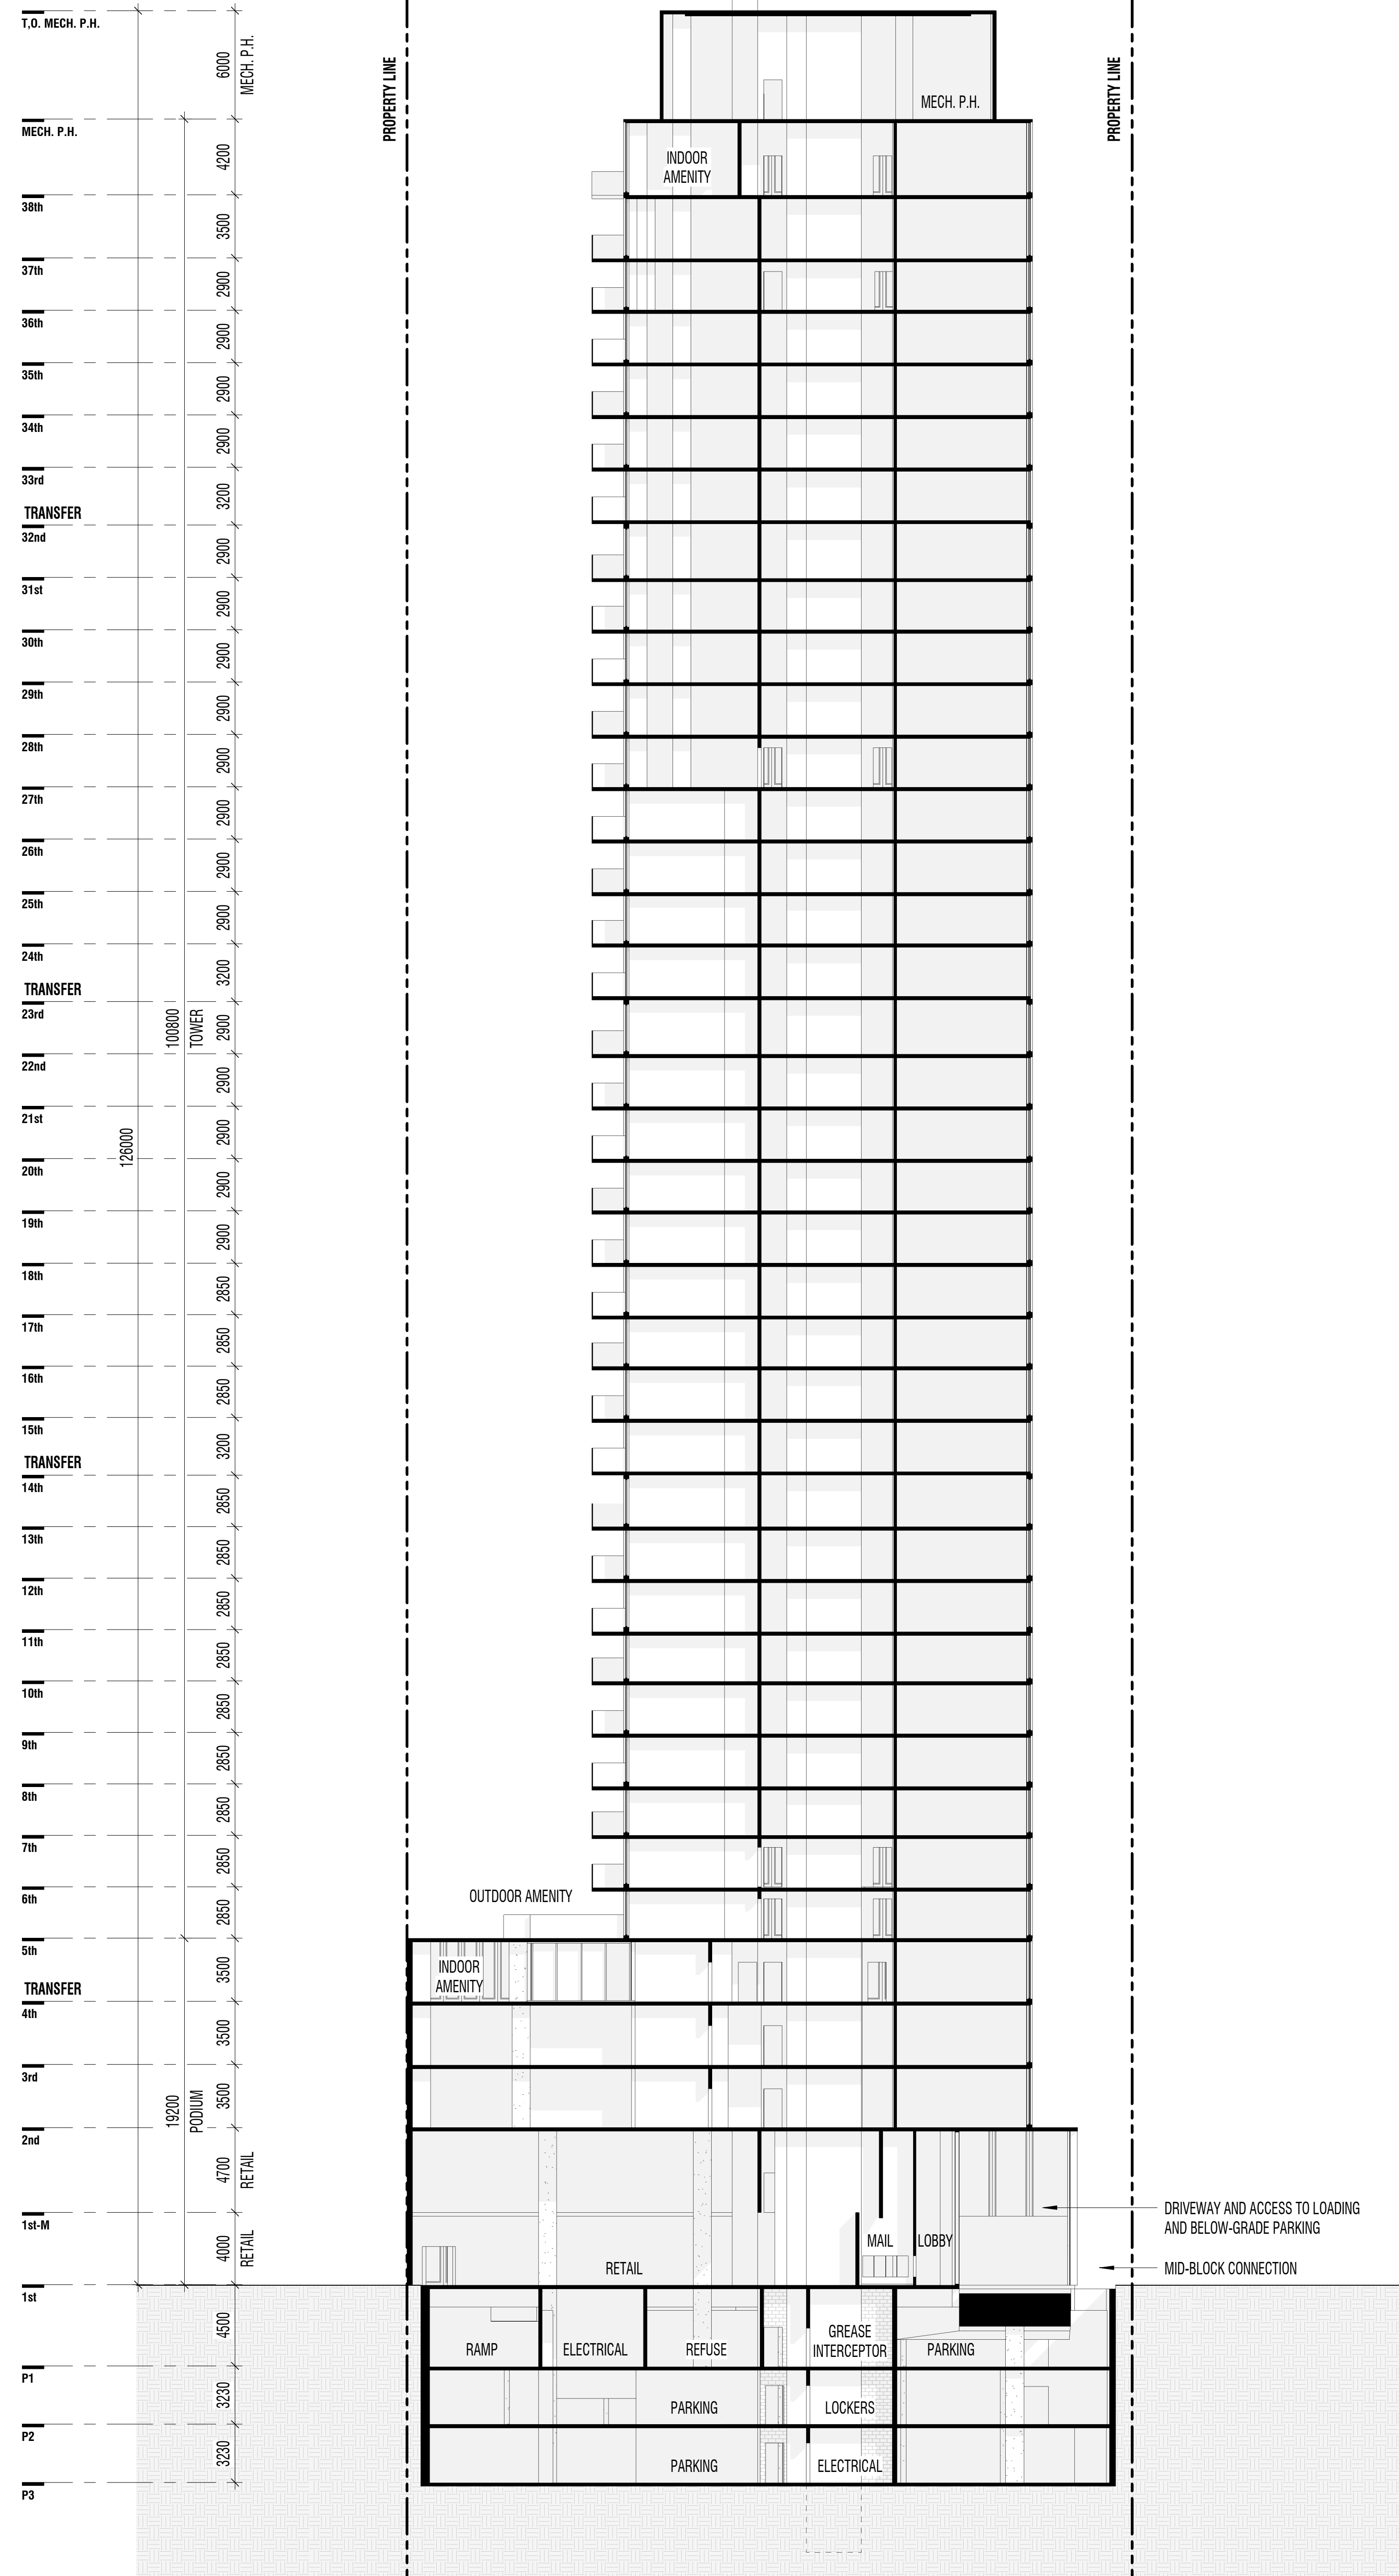 T,O. MECH. P.H.
6000
MECH. P.H.
PROPERTY LINE
PROPERTY LINE
MECH. P.H.
MECH. P.H.
4200
INDOOR
AMENITY
38th
3500
37th
2900
36th
2900
35th
2900
34th
2900
33rd
3200
TRANSFER
32nd
2900
31st
2900
30th
2900
29th
2900
28th
2900
27th
2900
26th
2900
25th
2900
24th
3200
TRANSFER
23rd
100800
TOWER
2900
22nd
2900
21st
126000
2900
20th
2900
19th
2900
18th
2850
17th
2850
16th
2850
15th
3200
TRANSFER
14th
2850
13th
2850
12th
2850
11th
2850
10th
2850
9th
2850
8th
2850
7th
2850
6th
2850
OUTDOOR AMENITY
5th
3500
INDOOR
AMENITY
TRANSFER
4th
3500
3rd
19200
PODIUM
3500
2nd
4700
RETAIL
DRIVEWAY AND ACCESS TO LOADING
AND BELOW-GRADE PARKING
1st-M
4000
RETAIL
RETAIL
MAIL
LOBBY
MID-BLOCK CONNECTION
1st
4500
RAMP
ELECTRICAL
REFUSE
GREASE
INTERCEPTOR
PARKING
P1
3230
PARKING
LOCKERS
P2
3230
PARKING
ELECTRICAL
P3